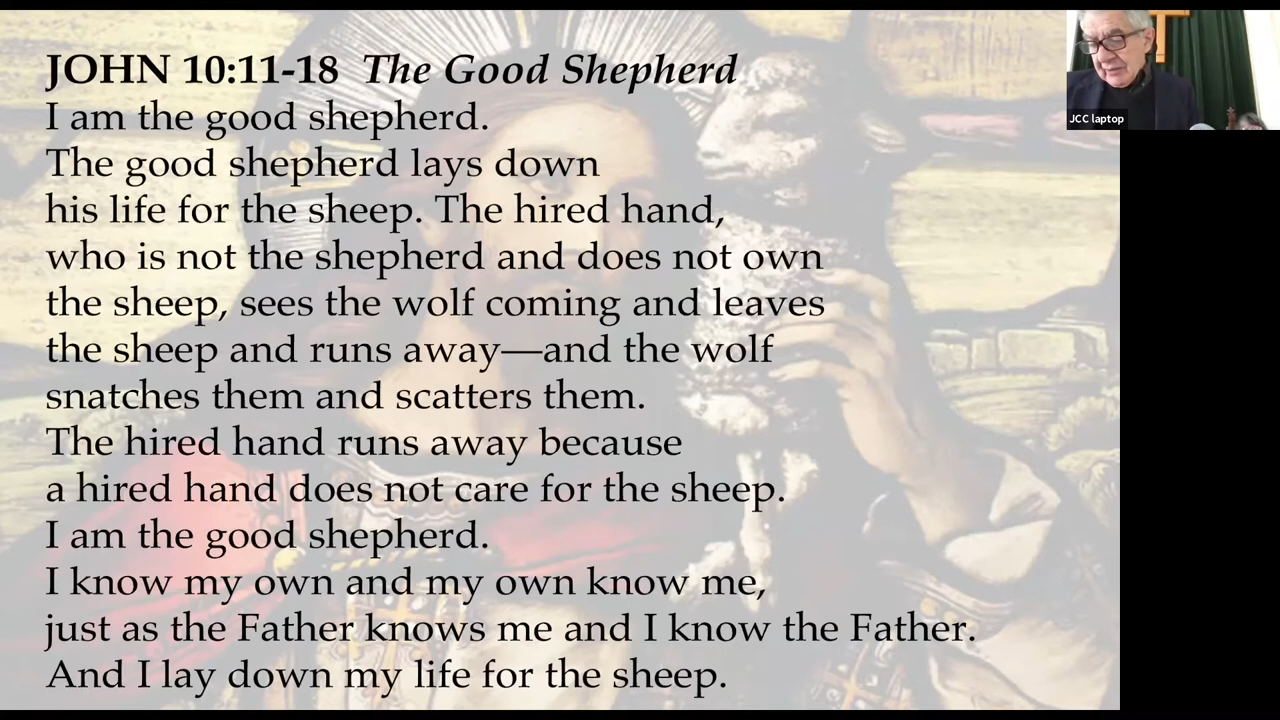 JOHN 10:11-18 The Good Shepherd
I am the good shepherd.
The good shepherd lays down
his life for the sheep. The hired hand,
who is not the shepherd and does not own
the sheep, sees the wolf coming and leaves
the sheep and runs away—and the wolf
snatches them and scatters them.
The hired hand runs away because
a hired hand does not care for the sheep.
I am the good shepherd.
I know my own and my own know me,
just as the Father knows me and I know the Father.
And I lay down my life for the sheep.
JCC laptop